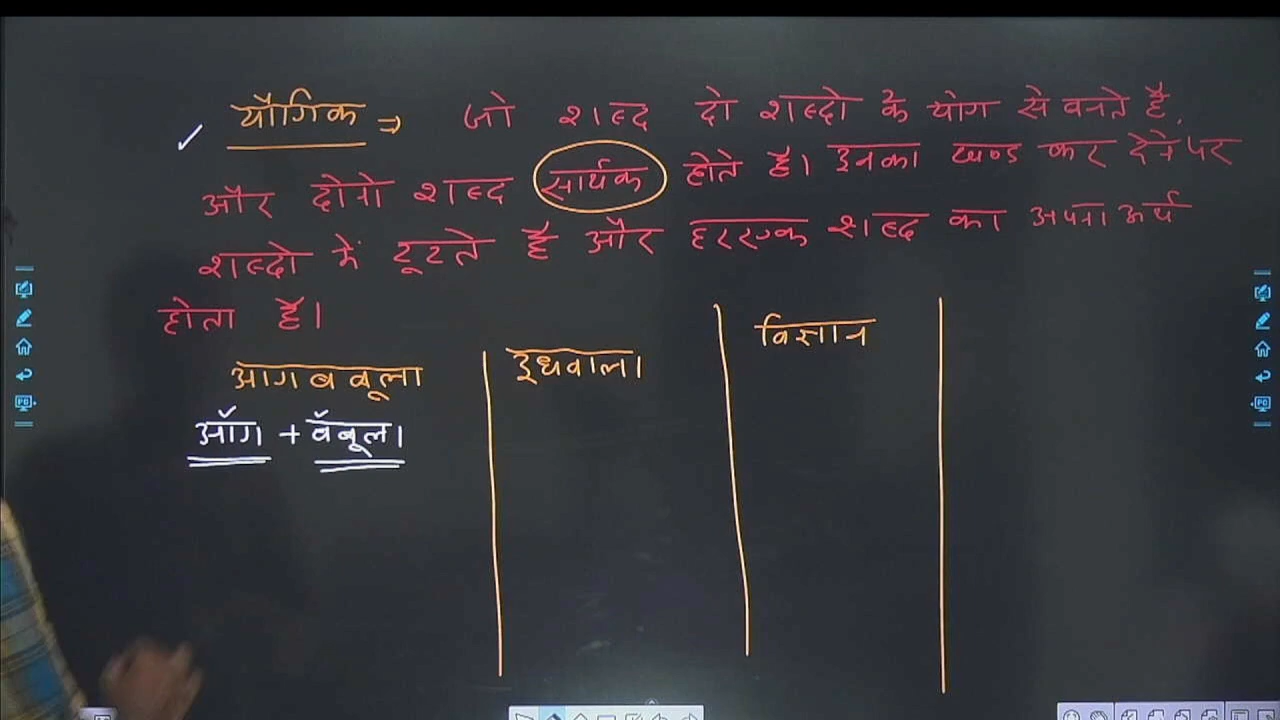 यौगिक ⇒ जो शब्द दो शब्दो के योग से बनते है,
और दोनो शब्द सार्थक होते है। इनका खण्ड कर देने पर
शब्दो में टूटते है और हरएक शब्द का अपना अर्थ
होता है।
आगबबूला
आग + बबूला
दूधवाला
विज्ञान